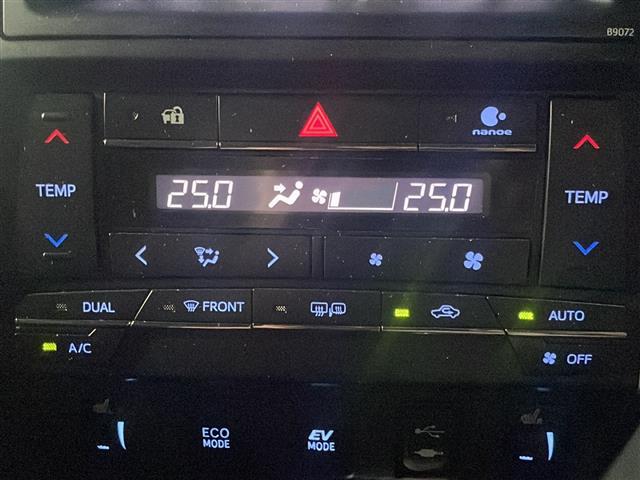 B9072
nanoe
TEMP
25.0
25.0
TEMP
DUAL
FRONT
AUTO
A/C
OFF
ECO
MODE
EV
MODE